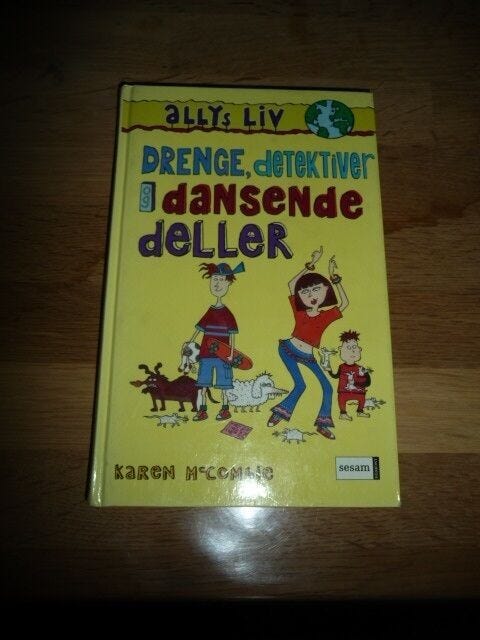 ALLYs LIV
DRENGE, detektiver
og dansende
deller
KAREN McCOMBIE
sesam